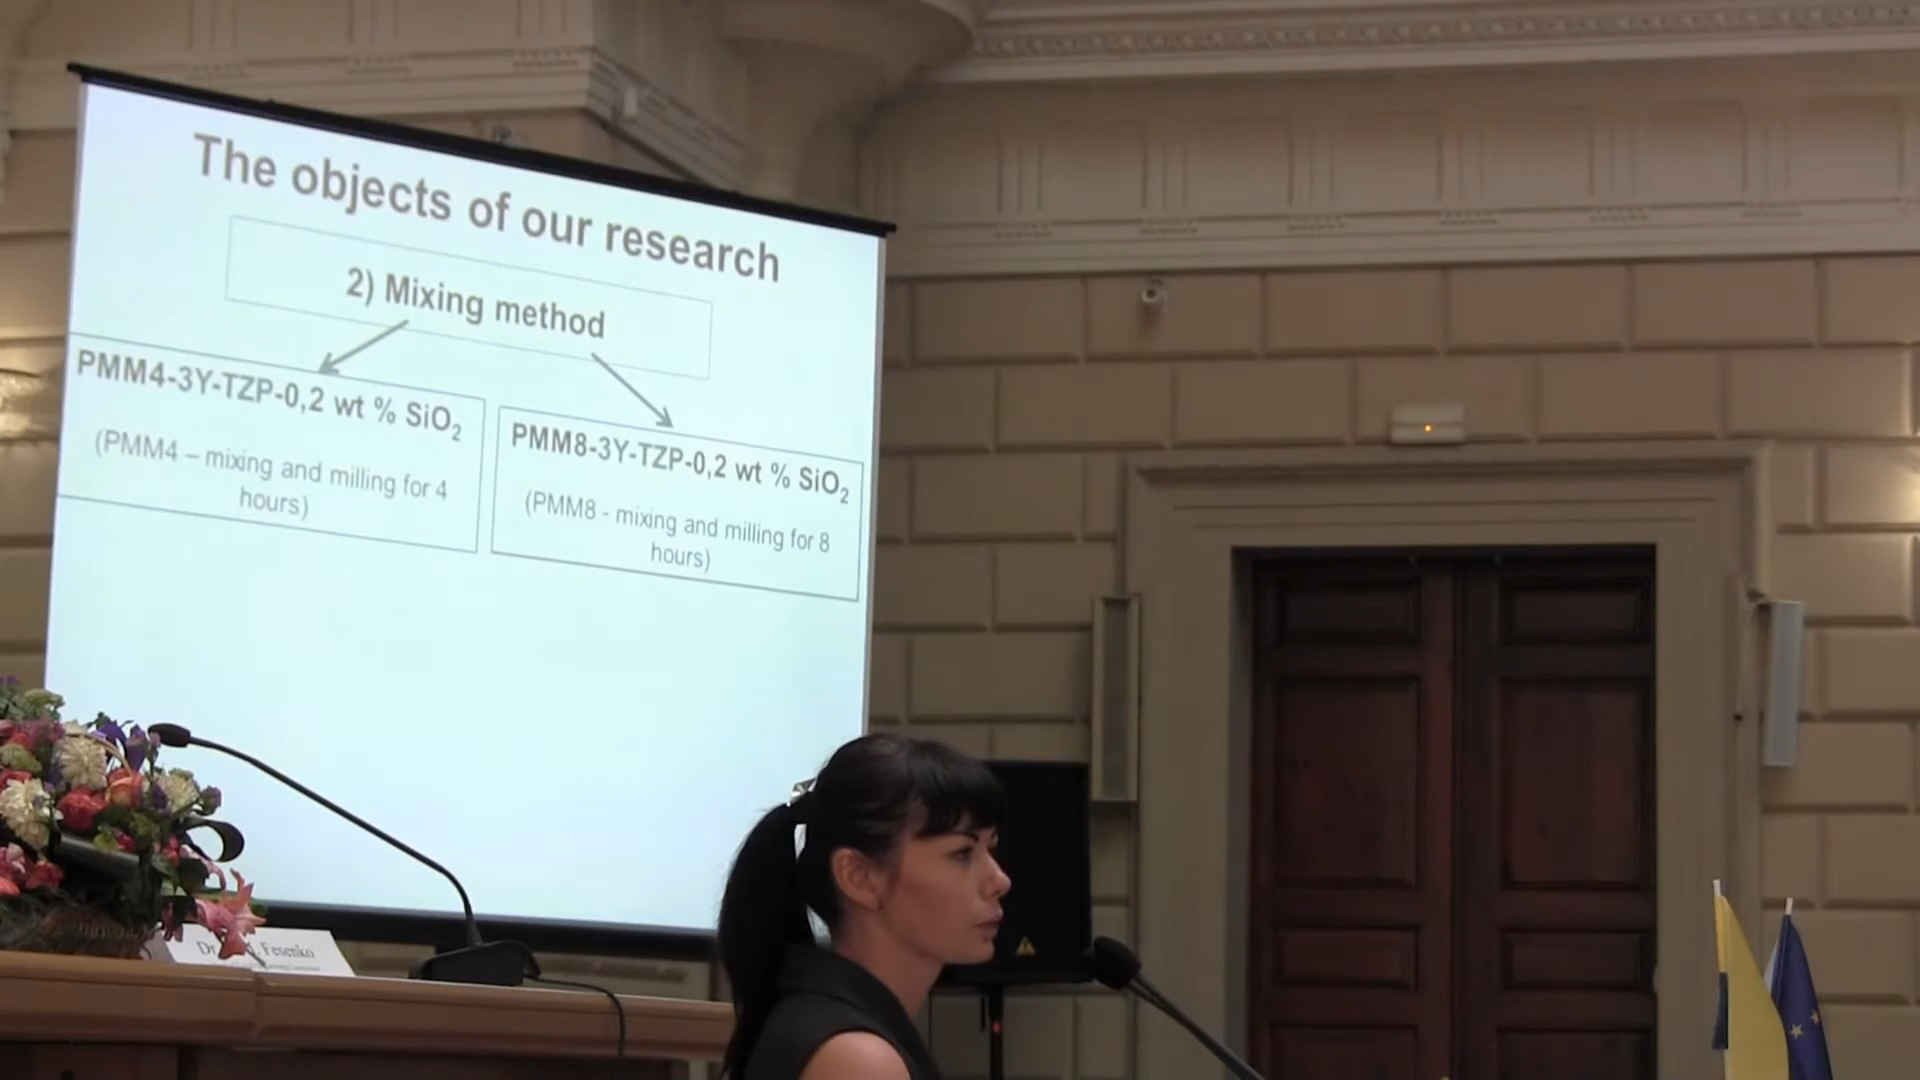 The objects of our research
2) Mixing method
PMM4-3Y-TZP-0,2 wt % SiO₂
(PMM4 – mixing and milling for 4
hours)
PMM8-3Y-TZP-0,2 wt % SiO₂
(PMM8 - mixing and milling for 8
hours)
Dr. Fesenko